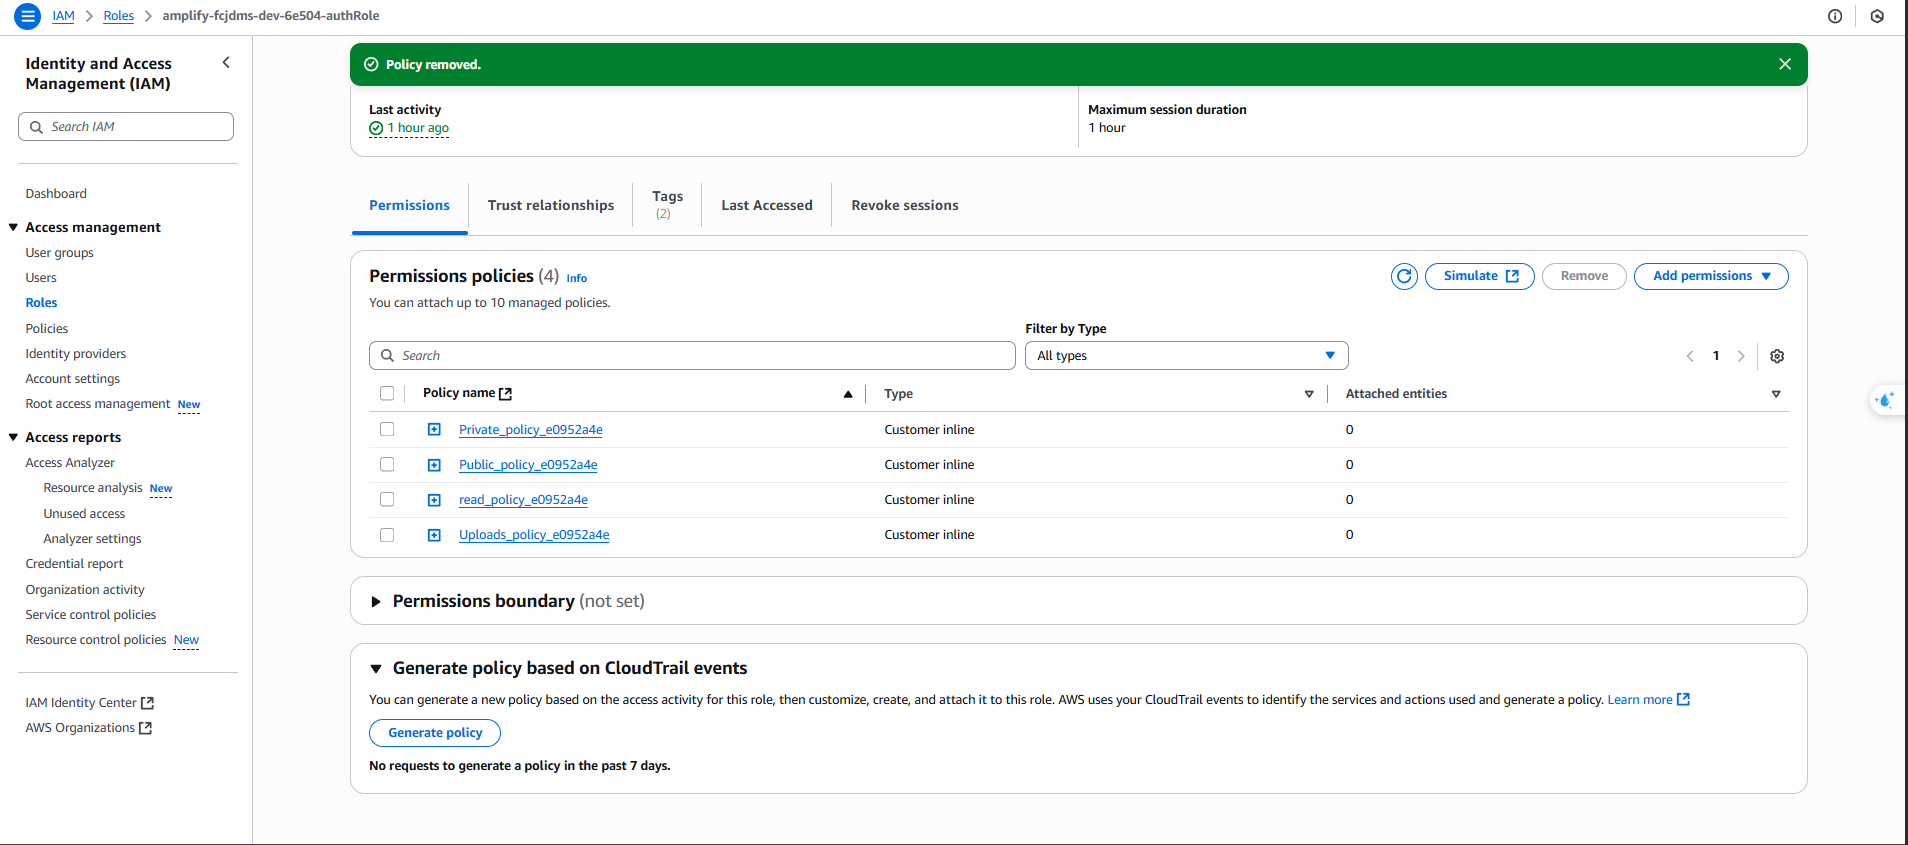 IAM > Roles > amplify-fcjdms-dev-6e504-authRole
Identity and Access
Management (IAM)
Search IAM
Dashboard
Access management
User groups
Users
Roles
Policies
Identity providers
Account settings
Root access management New
Access reports
Access Analyzer
Resource analysis New
Unused access
Analyzer settings
Credential report
Organization activity
Service control policies
Resource control policies New
IAM Identity Center
AWS Organizations
Policy removed.
Last activity
1 hour ago
Maximum session duration
1 hour
Permissions
Trust relationships
Tags
(2)
Last Accessed
Revoke sessions
Permissions policies (4) Info
You can attach up to 10 managed policies.
Simulate
Remove
Add permissions
Filter by Type
Search
All types
1
Policy name Type Attached entities
Private_policy_e0952a4e Customer inline 0
Public_policy_e0952a4e Customer inline 0
read_policy_e0952a4e Customer inline 0
Uploads_policy_e0952a4e Customer inline 0
Permissions boundary (not set)
Generate policy based on CloudTrail events
You can generate a new policy based on the access activity for this role, then customize, create, and attach it to this role. AWS uses your CloudTrail events to identify the services and actions used and generate a policy. Learn more
Generate policy
No requests to generate a policy in the past 7 days.